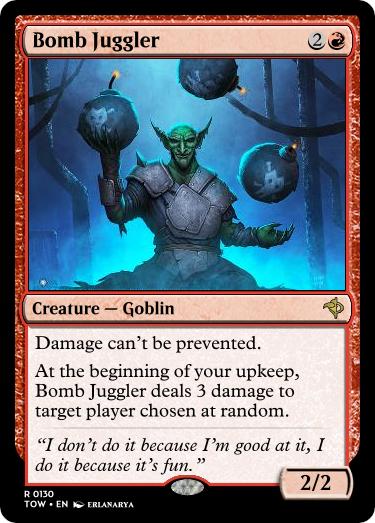 Bomb Juggler 2
Creature — Goblin
Damage can't be prevented.
At the beginning of your upkeep,
Bomb Juggler deals 3 damage to
target player chosen at random.
“I don't do it because I'm good at it, I
do it because it's fun.”
2/2
R 0130
TOW • EN ERLANARYA